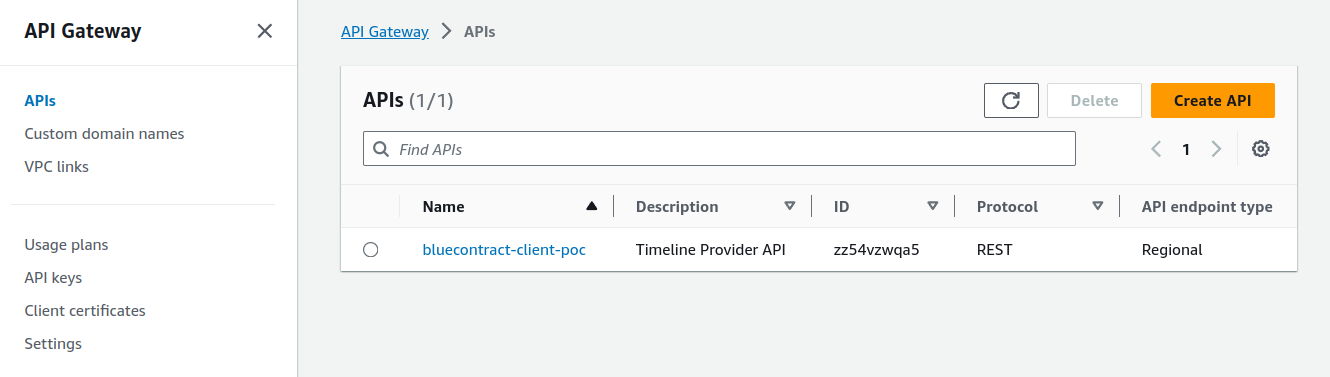 API Gateway
APIs
Custom domain names
VPC links
Usage plans
API keys
Client certificates
Settings
API Gateway > APIs
APIs (1/1)
Delete
Create API
Find APIs
1
Name Description ID Protocol API endpoint type
bluecontract-client-poc Timeline Provider API zz54vzwqa5 REST Regional